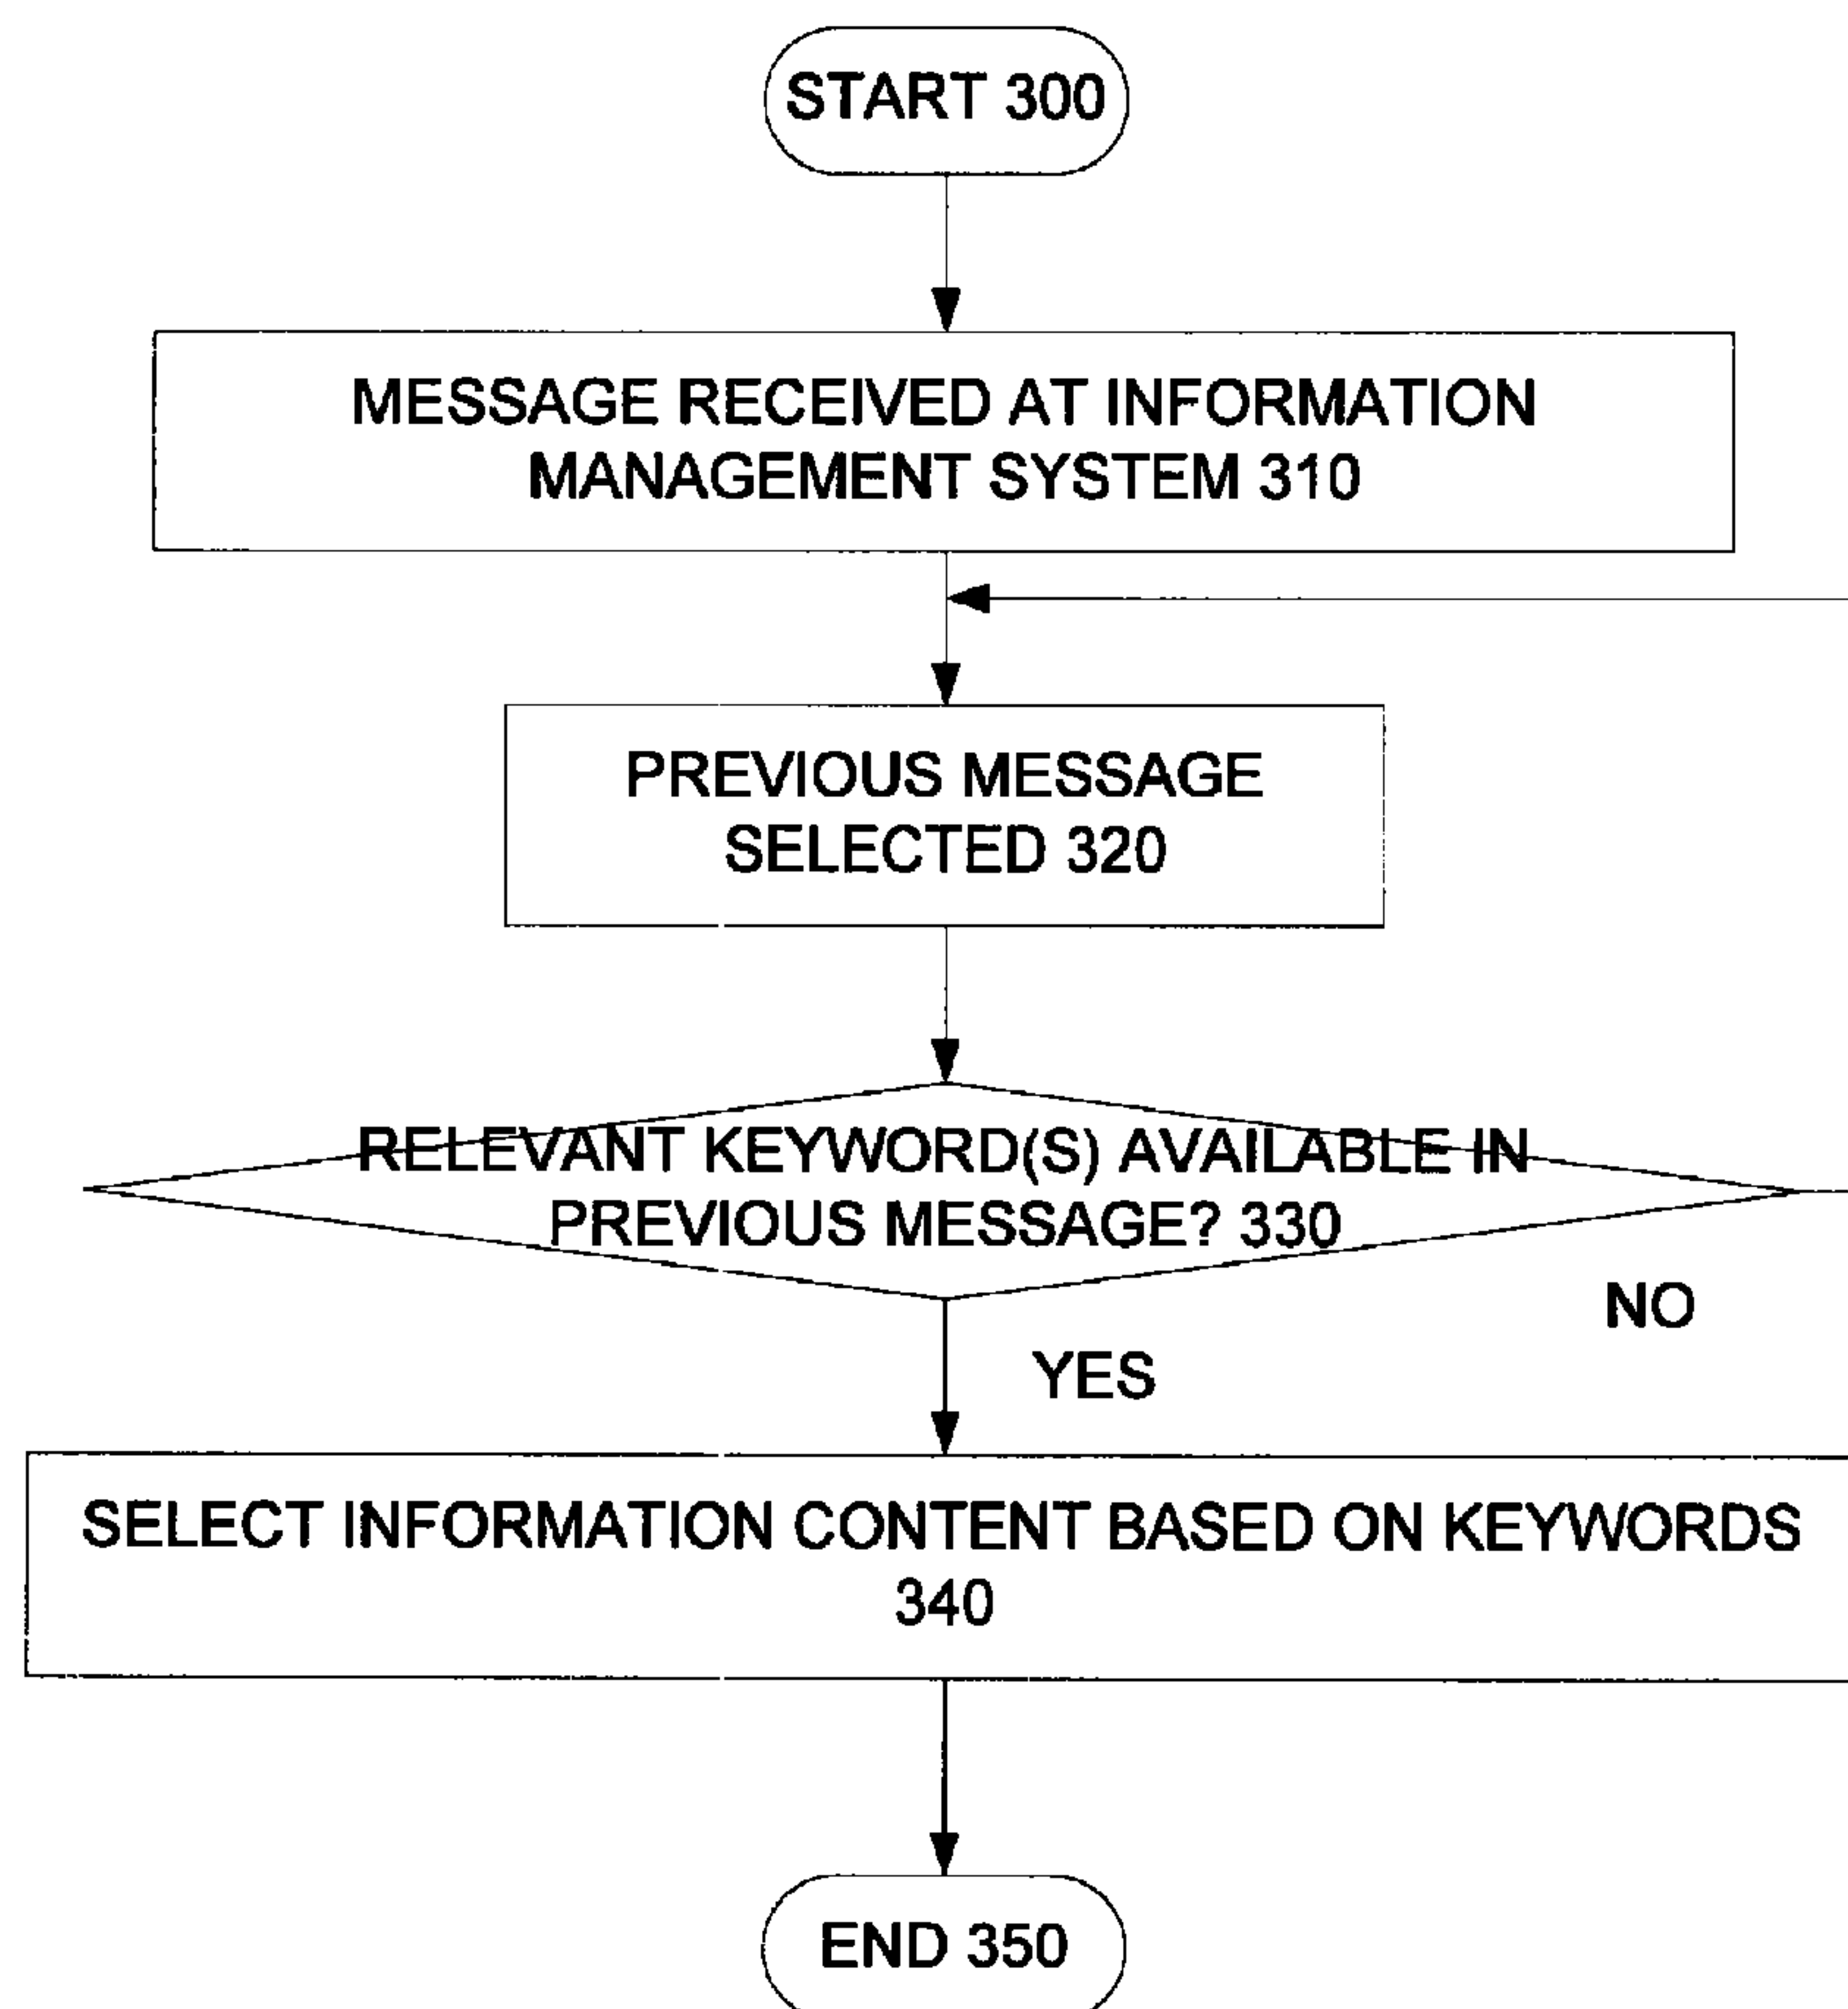 START 300
MESSAGE RECEIVED AT INFORMATION
MANAGEMENT SYSTEM 310
PREVIOUS MESSAGE
SELECTED 320
RELEVANT KEYWORD(S) AVAILABLE IN
PREVIOUS MESSAGE? 330
NO
YES
SELECT INFORMATION CONTENT BASED ON KEYWORDS
340
END 350